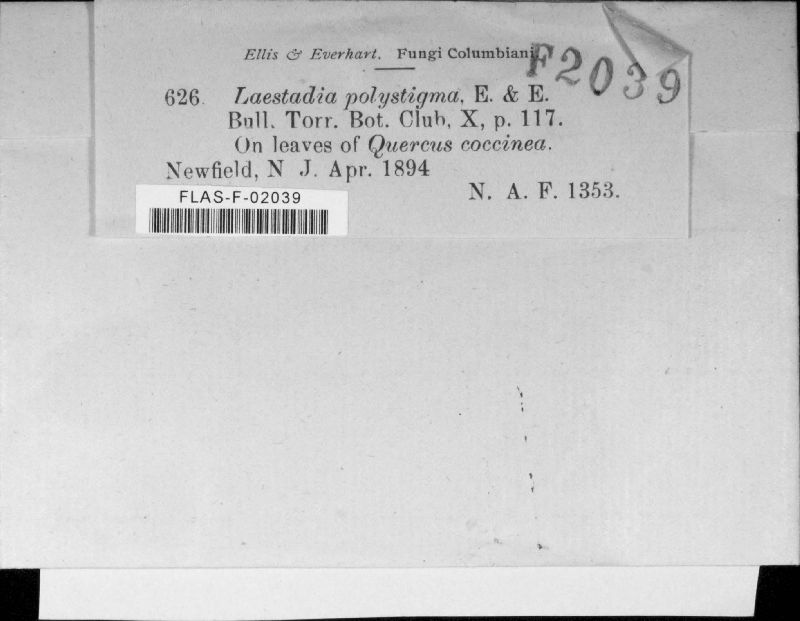 Ellis & Everhart. Fungi Columbiani.
F2039
626. Laestadia polystigma, E. & E.
Bull. Torr. Bot. Club, X, p. 117.
On leaves of Quercus coccinea.
Newfield, N J. Apr. 1894
N. A. F. 1353.
FLAS-F-02039